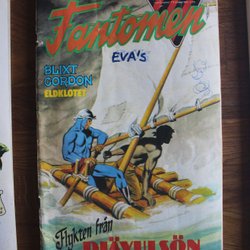 Fantomen
EVA'S
BLIXT
GORDON
ELDKLOTET
Flykten från
DJÄVULSÖN